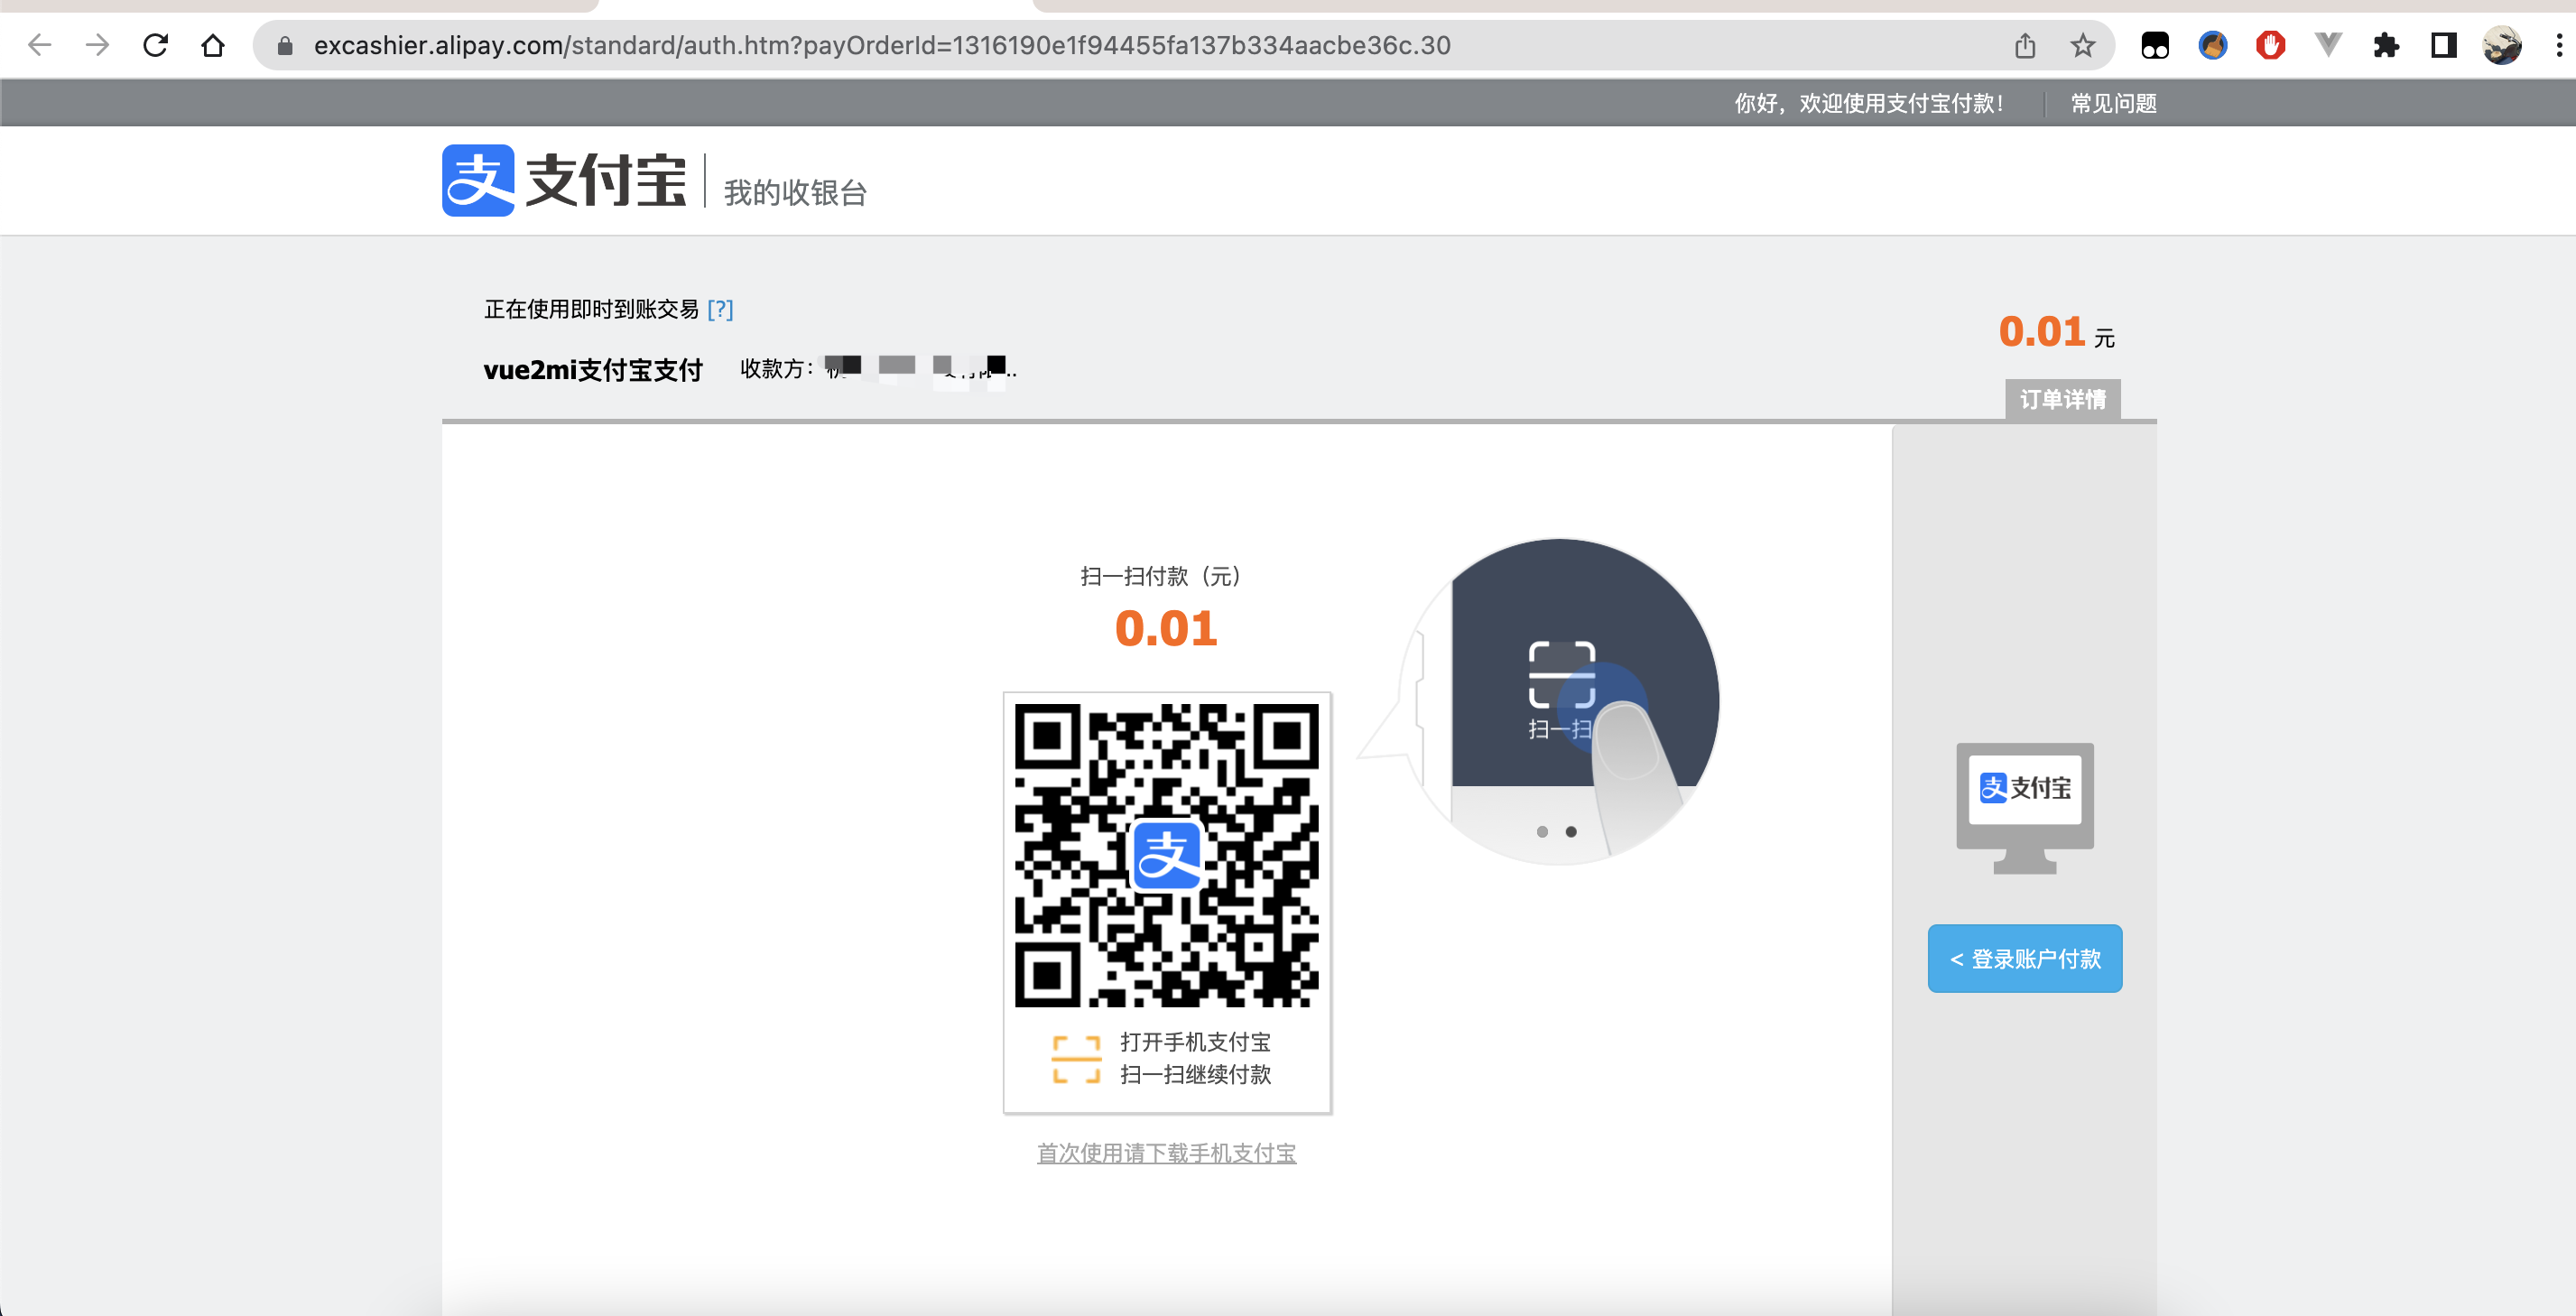 excashier.alipay.com/standard/auth.htm?payOrderId=1316190e1f94455fa137b334aacbe36c.30
你好，欢迎使用支付宝付款！ 常见问题
支 支付宝 我的收银台
正在使用即时到账交易 [?]
0.01 元
vue2mi支付宝支付 收款方：
订单详情
扫一扫付款（元）
0.01
扫一扫
支
支 支付宝
< 登录账户付款
打开手机支付宝
扫一扫继续付款
首次使用请下载手机支付宝